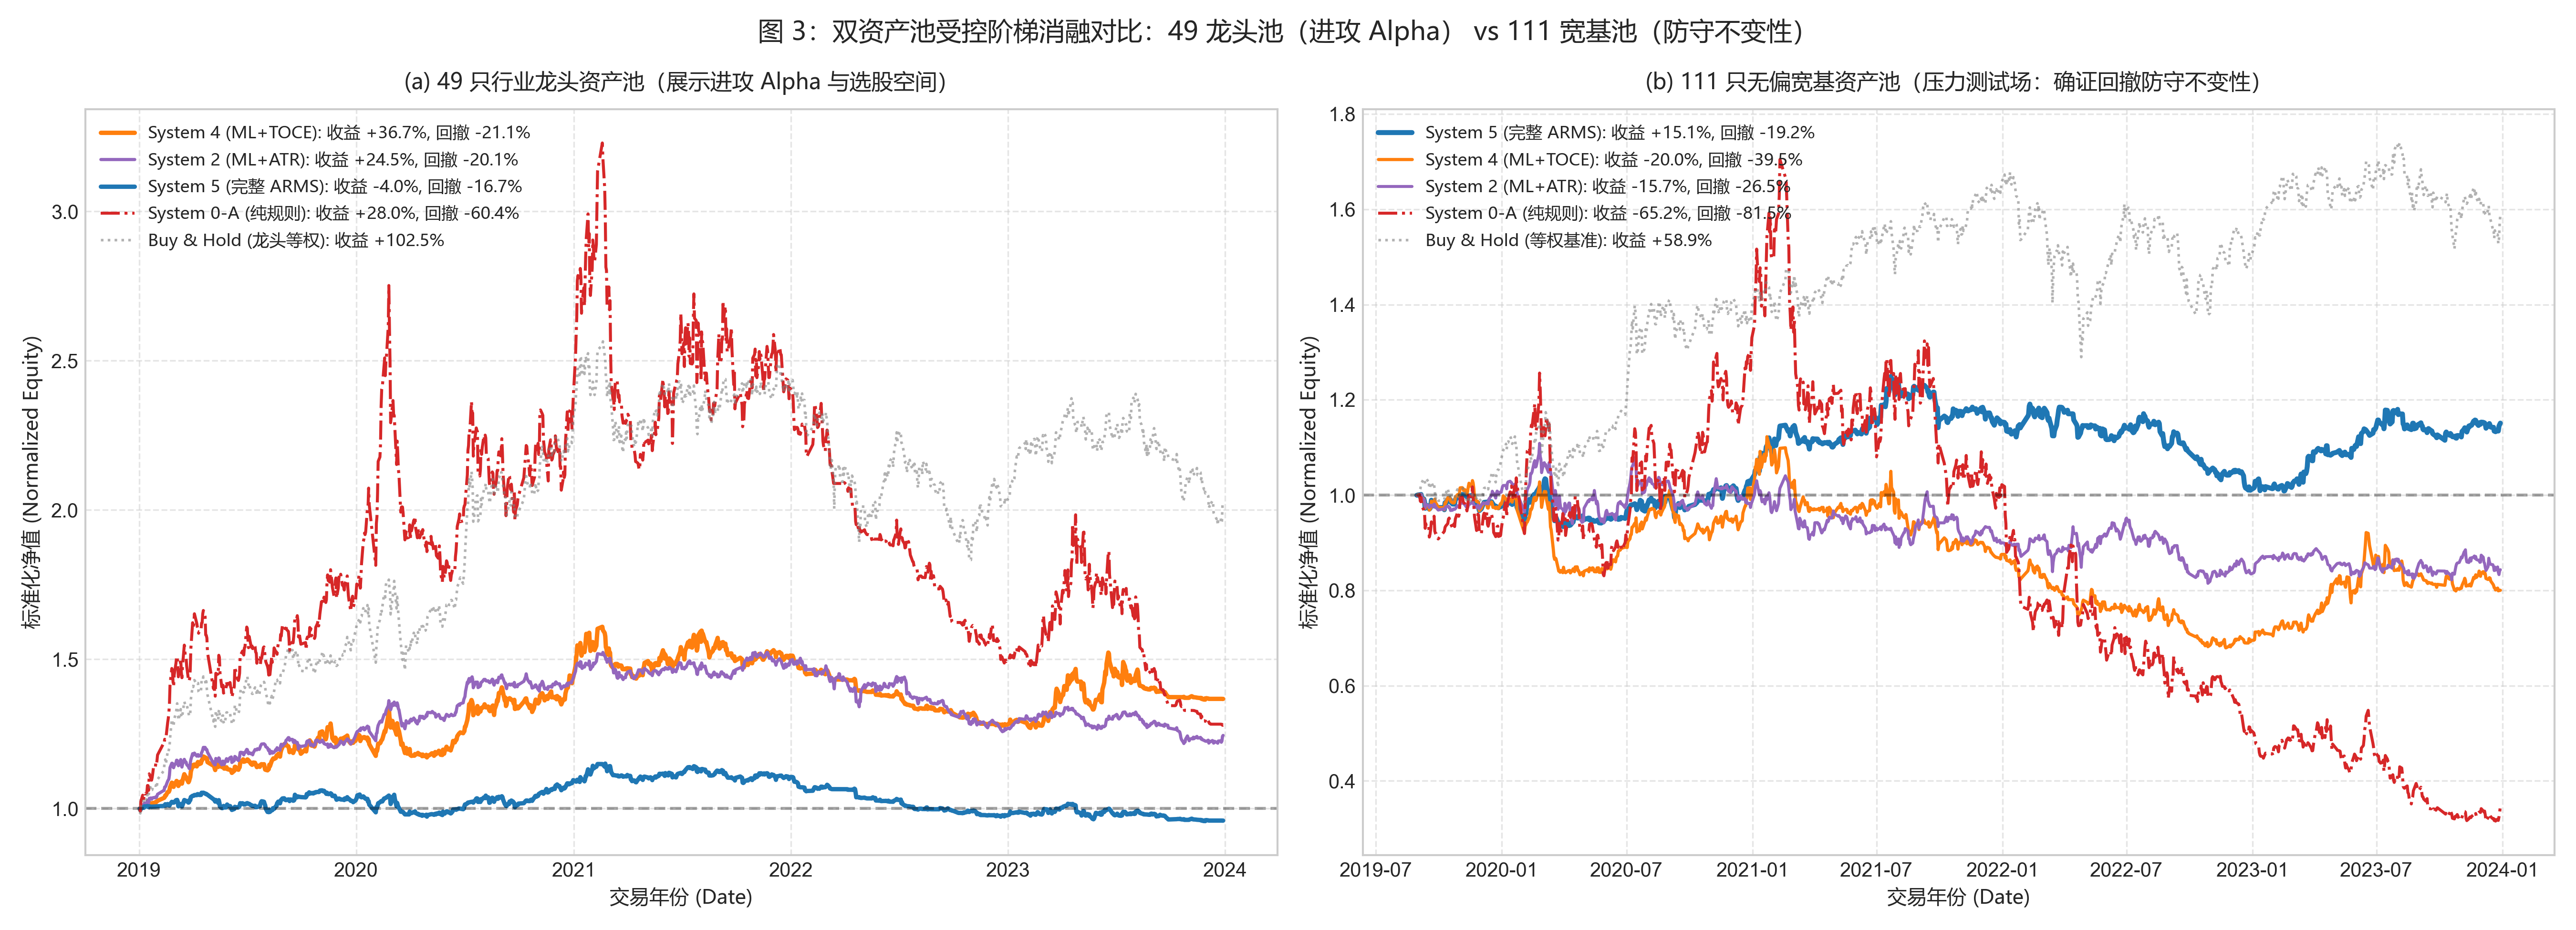 图 3：双资产池受控阶梯消融对比：49 龙头池（进攻 Alpha） vs 111 宽基池（防守不变性）
(a) 49 只行业龙头资产池（展示进攻 Alpha 与选股空间）
System 4 (ML+TOCE): 收益 +36.7%, 回撤 -21.1%
System 2 (ML+ATR): 收益 +24.5%, 回撤 -20.1%
System 5 (完整 ARMS): 收益 -4.0%, 回撤 -16.7%
System 0-A (纯规则): 收益 +28.0%, 回撤 -60.4%
Buy & Hold (龙头等权): 收益 +102.5%
标准化净值 (Normalized Equity)
3.0
2.5
2.0
1.5
1.0
2019
2020
2021
2022
2023
2024
交易年份 (Date)
(b) 111 只无偏宽基资产池（压力测试场：确证回撤防守不变性）
System 5 (完整 ARMS): 收益 +15.1%, 回撤 -19.2%
System 4 (ML+TOCE): 收益 -20.0%, 回撤 -39.5%
System 2 (ML+ATR): 收益 -15.7%, 回撤 -26.5%
System 0-A (纯规则): 收益 -65.2%, 回撤 -81.5%
Buy & Hold (等权基准): 收益 +58.9%
标准化净值 (Normalized Equity)
1.8
1.6
1.4
1.2
1.0
0.8
0.6
0.4
2019-07
2020-01
2020-07
2021-01
2021-07
2022-01
2022-07
2023-01
2023-07
2024-01
交易年份 (Date)